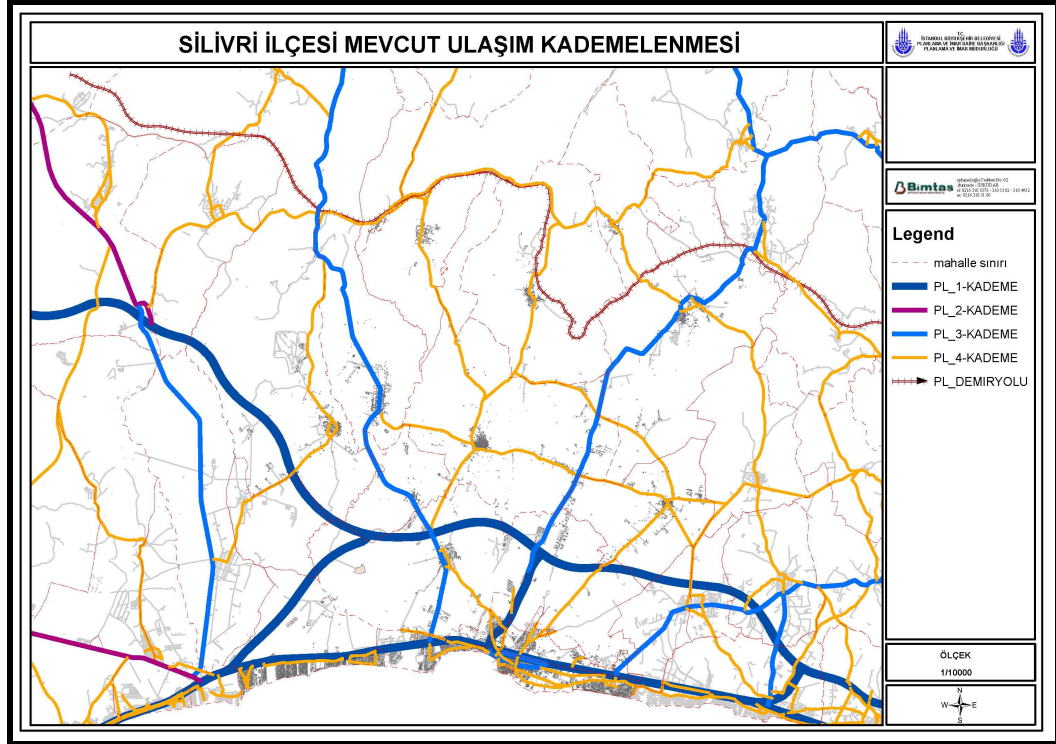 SİLİVRİ İLÇESİ MEVCUT ULAŞIM KADEMELENMESİ
T.C.
İSTANBUL BÜYÜKŞEHİR BELEDİYESİ
PLANLAMA VE İMAR DAİRE BAŞKANLIĞI
PLANLAMA VE İMAR MÜDÜRLÜĞÜ
Bimtas
Legend
mahalle sınırı
PL_1-KADEME
PL_2-KADEME
PL_3-KADEME
PL_4-KADEME
PL_DEMIRYOLU
ÖLÇEK
1/10000
N
W E
S